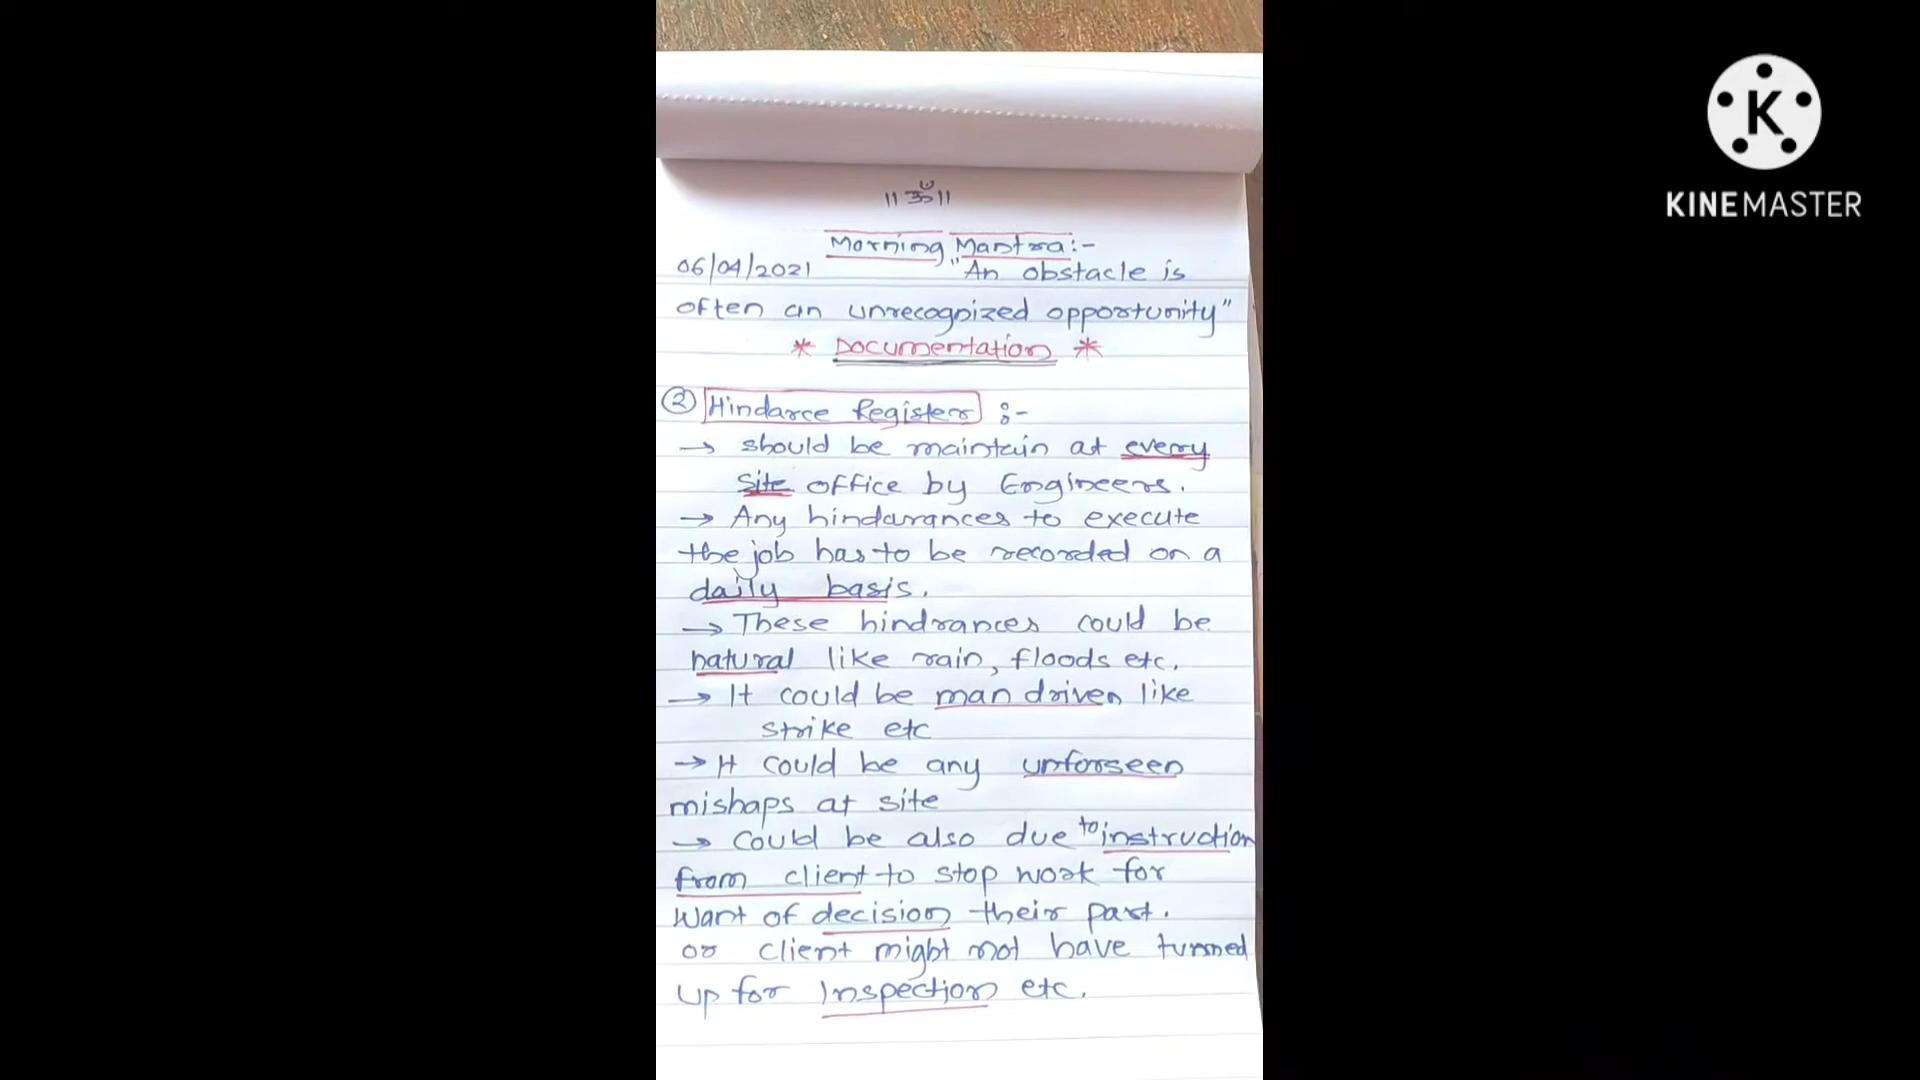 ॥ ॐ ॥
Morning Mantra:-
06/04/2021 "An obstacle is
often an unrecognized opportunity"
* Documentation *
② Hindarce Register :-
→ should be maintain at every
site office by Engineers.
→ Any hindarances to execute
the job has to be recorded on a
daily basis.
→ These hindrances could be
natural like rain, floods etc.
→ It could be man driven like
strike etc
→ It could be any unforseen
mishaps at site
→ Could be also due to instruction
from client to stop work for
want of decision their part.
or client might not have turned
up for Inspection etc.
K
KINEMASTER